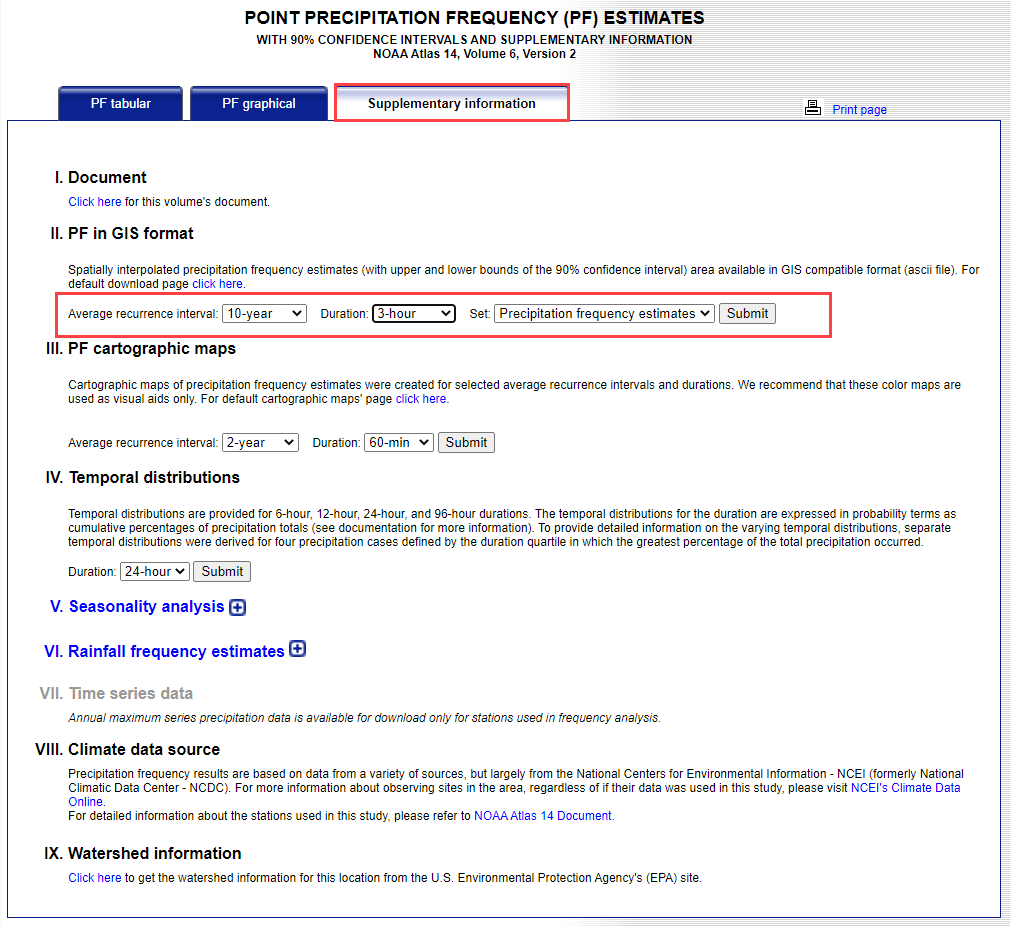 POINT PRECIPITATION FREQUENCY (PF) ESTIMATES
WITH 90% CONFIDENCE INTERVALS AND SUPPLEMENTARY INFORMATION
NOAA Atlas 14, Volume 6, Version 2
PF tabular PF graphical Supplementary information Print page
I. Document
Click here for this volume's document.
II. PF in GIS format
Spatially interpolated precipitation frequency estimates (with upper and lower bounds of the 90% confidence interval) area available in GIS compatible format (ascii file). For
default download page click here.
Average recurrence interval: 10-year Duration: 3-hour Set: Precipitation frequency estimates Submit
III. PF cartographic maps
Cartographic maps of precipitation frequency estimates were created for selected average recurrence intervals and durations. We recommend that these color maps are
used as visual aids only. For default cartographic maps' page click here.
Average recurrence interval: 2-year Duration: 60-min Submit
IV. Temporal distributions
Temporal distributions are provided for 6-hour, 12-hour, 24-hour, and 96-hour durations. The temporal distributions for the duration are expressed in probability terms as
cumulative percentages of precipitation totals (see documentation for more information). To provide detailed information on the varying temporal distributions, separate
temporal distributions were derived for four precipitation cases defined by the duration quartile in which the greatest percentage of the total precipitation occurred.
Duration: 24-hour Submit
V. Seasonality analysis
VI. Rainfall frequency estimates
VII. Time series data
Annual maximum series precipitation data is available for download only for stations used in frequency analysis.
VIII. Climate data source
Precipitation frequency results are based on data from a variety of sources, but largely from the National Centers for Environmental Information - NCEI (formerly National
Climatic Data Center - NCDC). For more information about observing sites in the area, regardless of if their data was used in this study, please visit NCEI's Climate Data
Online.
For detailed information about the stations used in this study, please refer to NOAA Atlas 14 Document.
IX. Watershed information
Click here to get the watershed information for this location from the U.S. Environmental Protection Agency's (EPA) site.